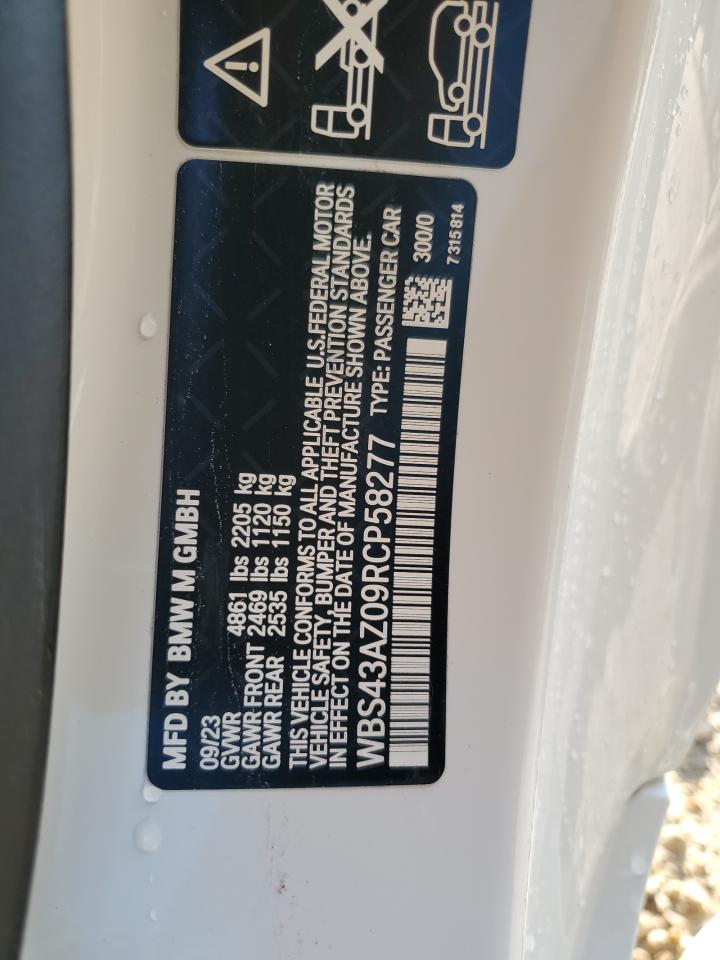 MFD BY BMW M GMBH
09/23
GVWR 4861 lbs 2205 kg
GAWR FRONT 2469 lbs 1120 kg
GAWR REAR 2535 lbs 1150 kg
THIS VEHICLE CONFORMS TO ALL APPLICABLE U.S.FEDERAL MOTOR
VEHICLE SAFETY, BUMPER AND THEFT PREVENTION STANDARDS
IN EFFECT ON THE DATE OF MANUFACTURE SHOWN ABOVE.
WBS43AZ09RCP58277 TYPE: PASSENGER CAR
300/0
7 315 814